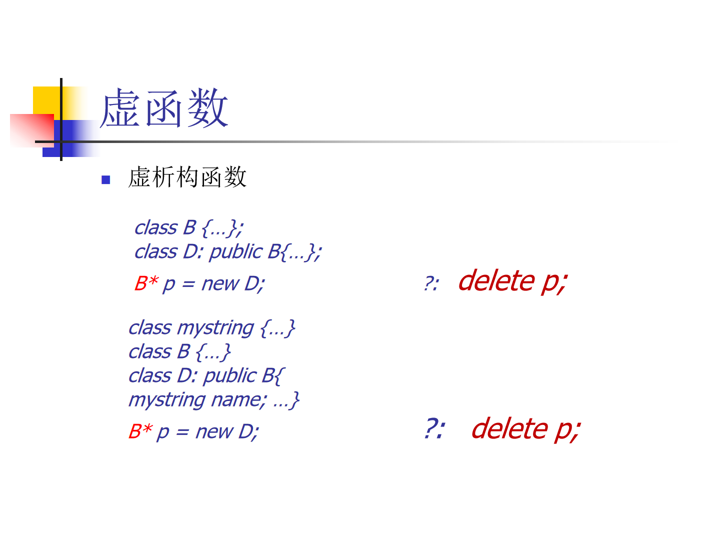 虚函数
虚析构函数
class B {…};
class D: public B{…};
B* p = new D; ?: delete p;
class mystring {…}
class B {…}
class D: public B{
mystring name; …}
B* p = new D; ?: delete p;